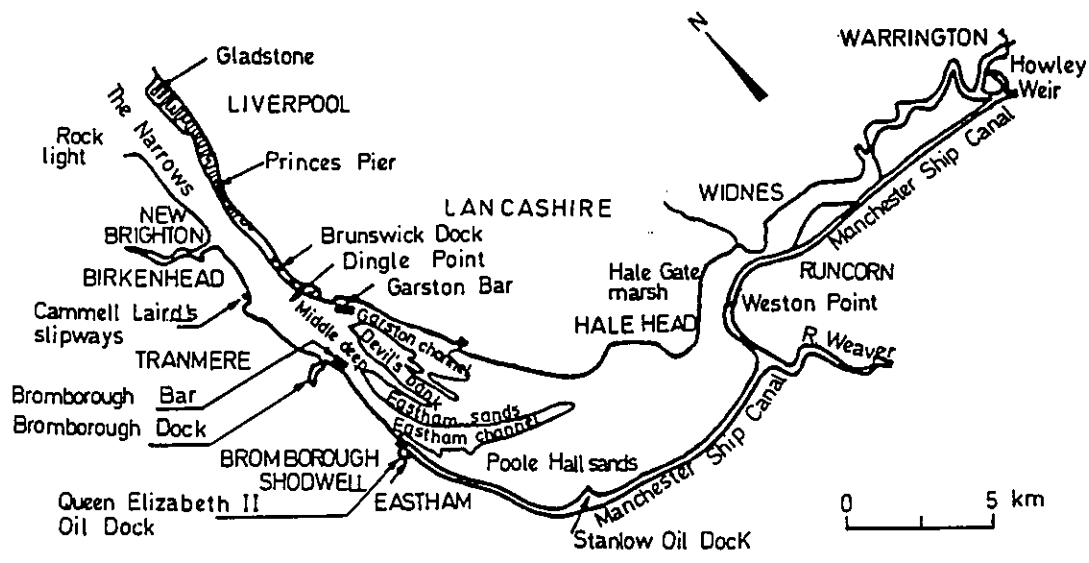 Gladstone
LIVERPOOL
The Narrows
Rock
light
Princes Pier
NEW
BRIGHTON
LANCASHIRE
Brunswick Dock
Dingle Point
Garston Bar
BIRKENHEAD
Cammell Laird's
slipways
TRANMERE
Bromborough Bar
Bromborough Dock
Middle deep
Garston channel
Devil's bank
Eastham sands
Eastham channel
BROMBOROUGH
SHODWELL
EASTHAM
Queen Elizabeth II
Oil Dock
Poole Hall sands
Stanlow Oil Dock
Manchester Ship Canal
N
WARRINGTON
Howley
Weir
Manchester Ship Canal
WIDNES
RUNCORN
Hale Gate
marsh
HALE HEAD
Weston Point
R. Weaver
0 5 km